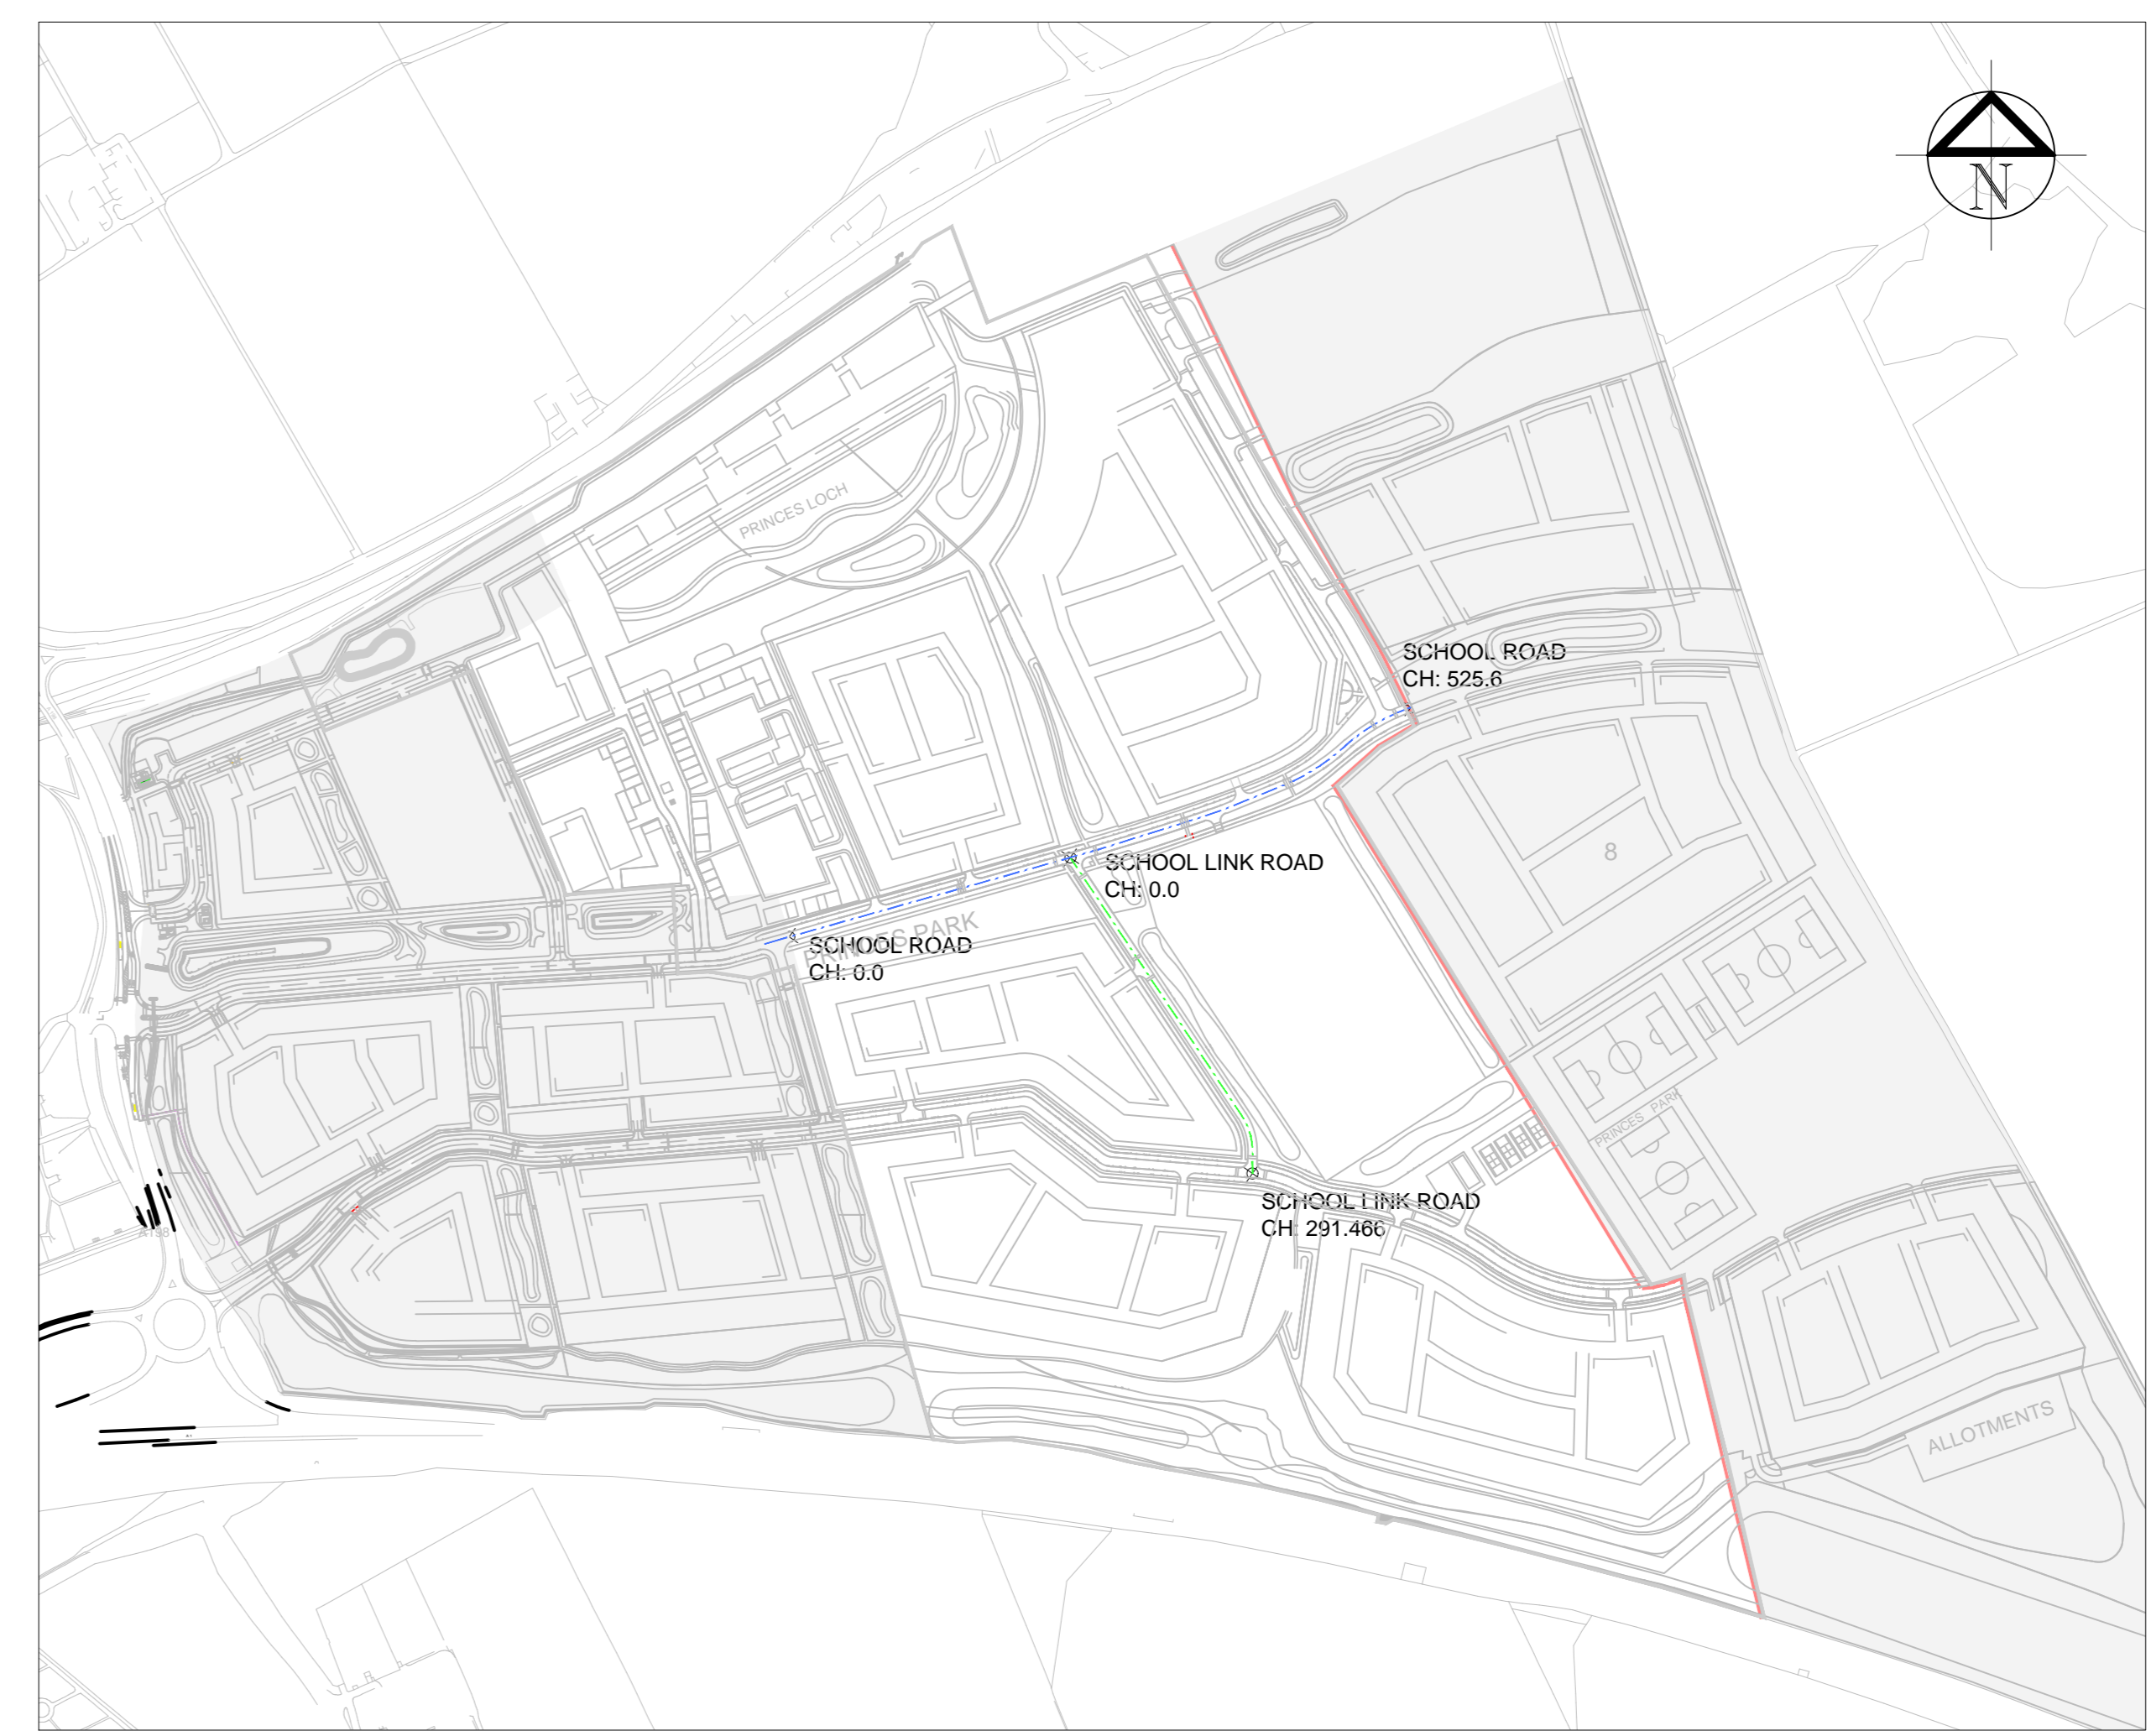 N
PRINCES LOCH
SCHOOL ROAD
CH: 525.6
8
SCHOOL LINK ROAD
CH: 0.0
PRINCES PARK
SCHOOL ROAD
CH: 0.0
PRINCES PARK
SCHOOL LINK ROAD
CH: 291.466
A198
ALLOTMENTS